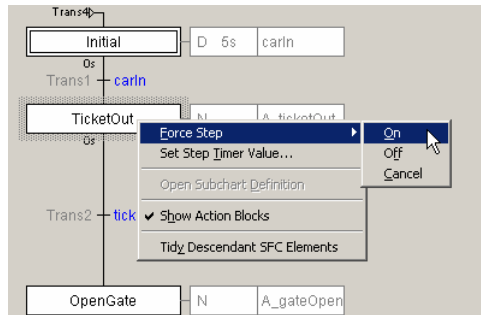 Trans4
Initial D 5s carIn
0s
Trans1 carIn
TicketOut N A_ticketOut
0s
Force Step On
Set Step Timer Value... Off
Cancel
Open Subchart Definition
Trans2 tick Show Action Blocks
Tidy Descendant SFC Elements
OpenGate N A_gateOpen